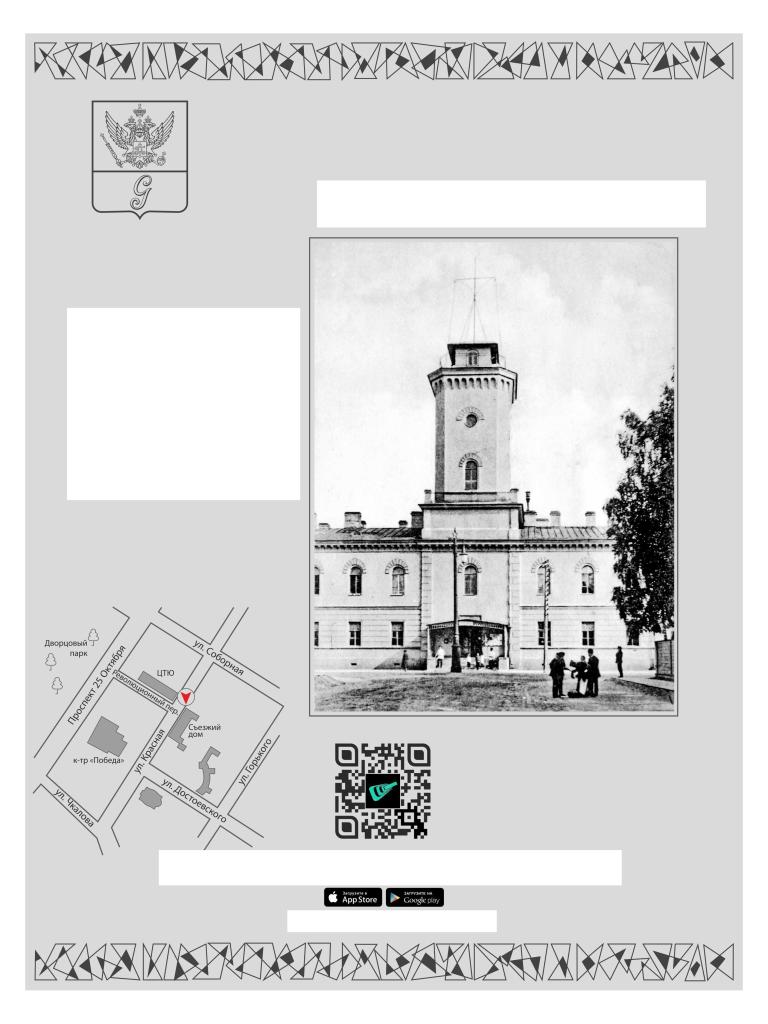 G
ул. Соборная
Дворцовый
парк
Проспект 25 Октября
ЦТЮ
Революционный пер.
Съезжий
дом
ул. Красная
к-тр «Победа»
ул. Горького
ул. Достоевского
ул. Чкалова
Загрузите в
App Store
ЗАГРУЗИТЕ НА
Google play